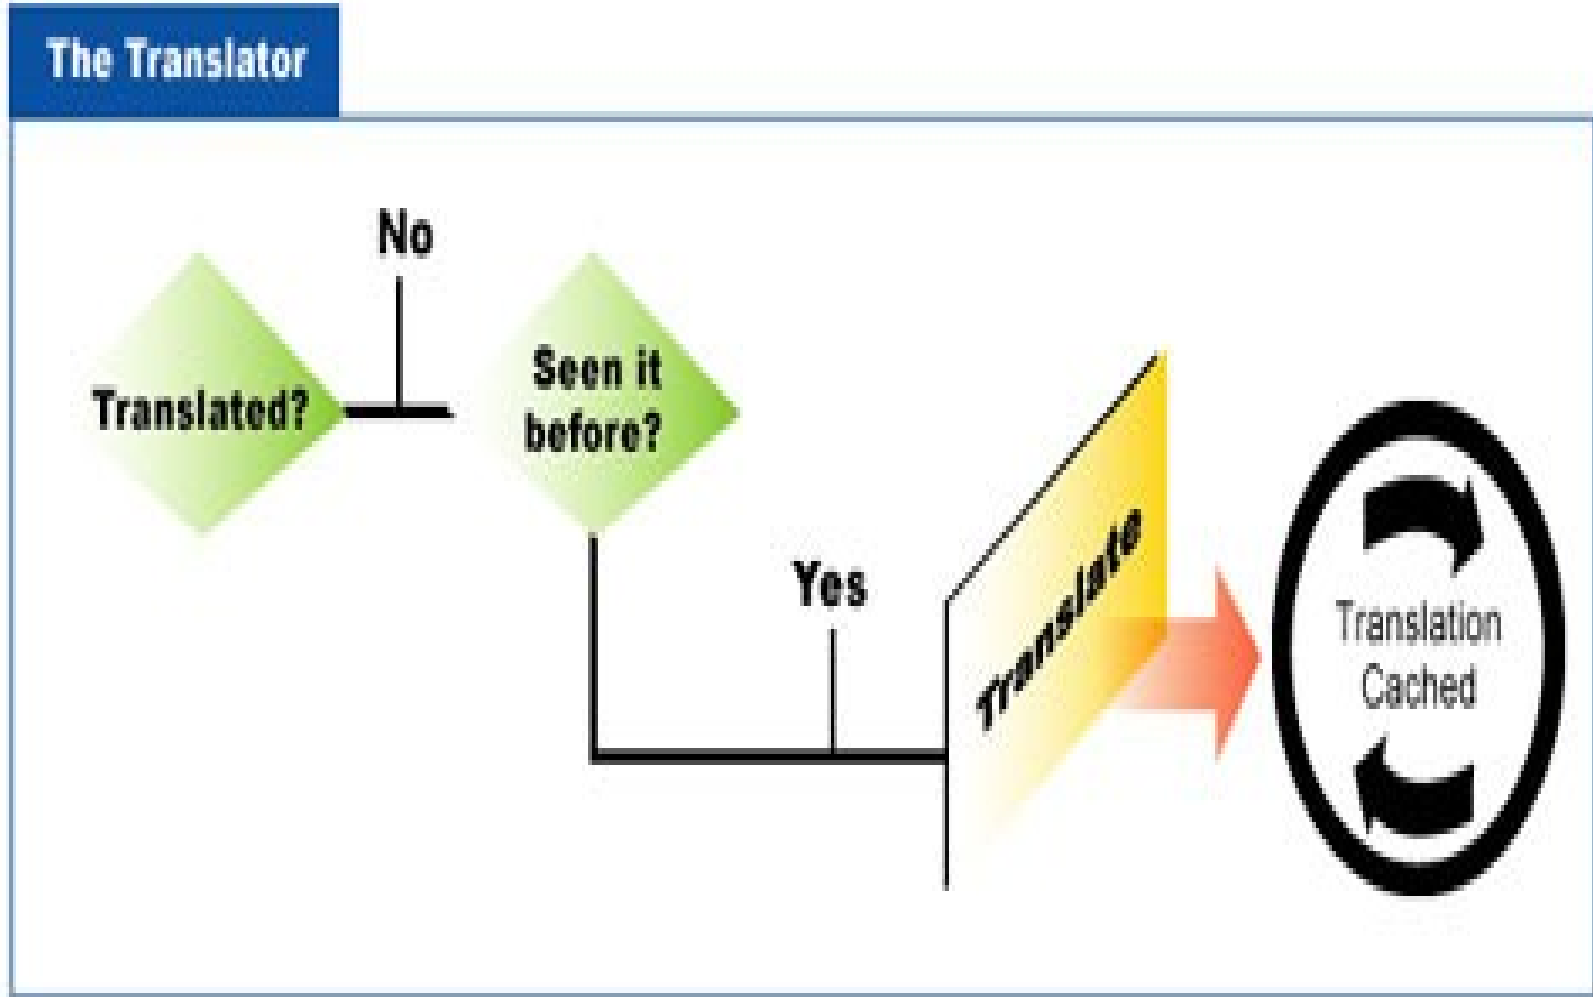 The Translator
No
Translated?
Seen it
before?
Yes
Translate
Translation
Cached